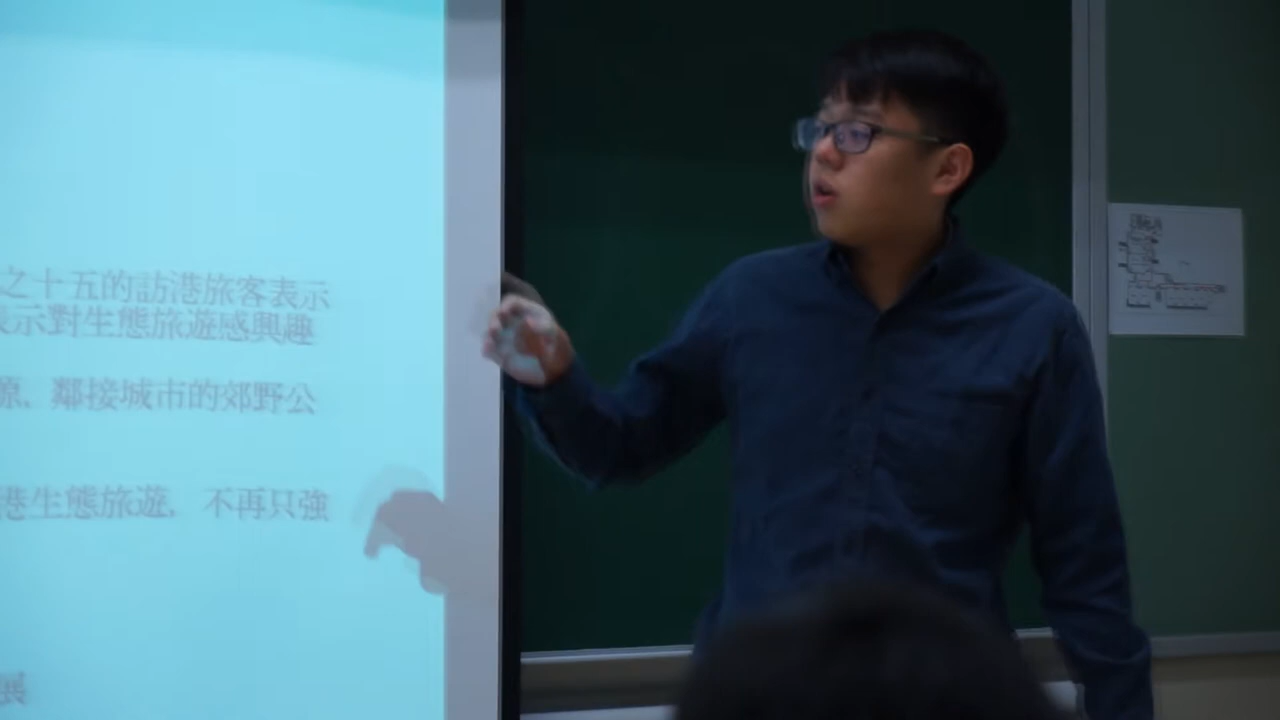 之十五的訪港旅客表示
表示對生態旅遊感興趣
源, 鄰接城市的郊野公
港生態旅遊, 不再只強
展